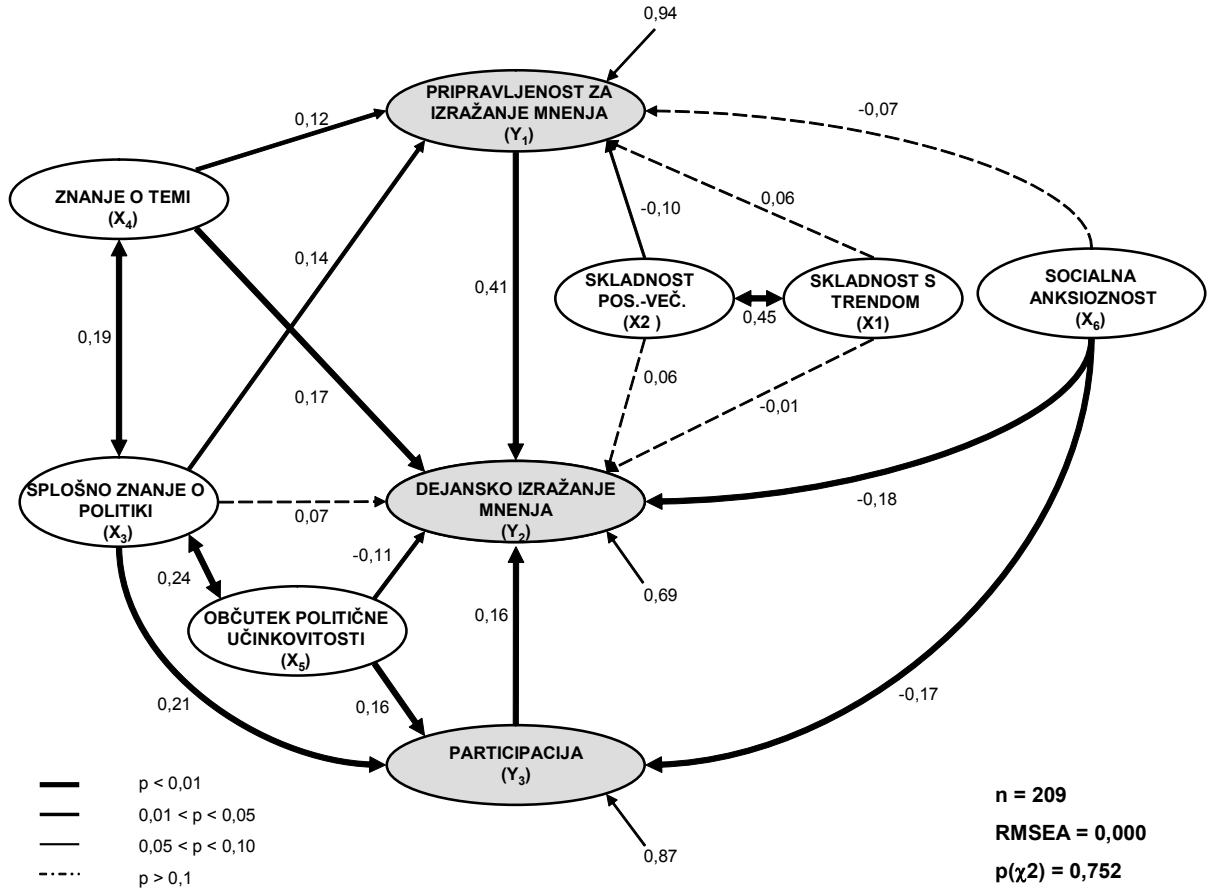 0,94
PRIPRAVLJENOST ZA
IZRAŽANJE MNENJA
(Y₁)
-0,07
0,12
ZNANJE O TEMI
(X₄)
-0,10
0,06
0,14
SKLADNOST
POS.-VEČ.
(X2 )
SKLADNOST S
TRENDOM
(X1)
SOCIALNA
ANKSIOZNOST
(X₆)
0,41
0,45
0,19
0,17
0,06
-0,01
SPLOŠNO ZNANJE O
POLITIKI
(X₃)
DEJANSKO IZRAŽANJE
MNENJA
(Y₂)
0,07
-0,18
-0,11
0,24
0,69
OBČUTEK POLITIČNE
UČINKOVITOSTI
(X₅)
0,16
0,21
0,16
-0,17
PARTICIPACIJA
(Y₃)
0,87
p < 0,01
0,01 < p < 0,05
0,05 < p < 0,10
p > 0,1
n = 209
RMSEA = 0,000
p(χ2) = 0,752